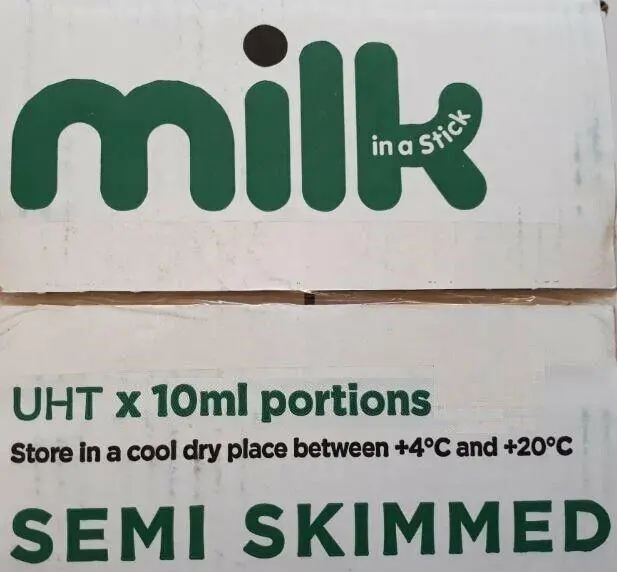 milk
in a Stick
UHT x 10ml portions
Store in a cool dry place between +4°C and +20°C
SEMI SKIMMED